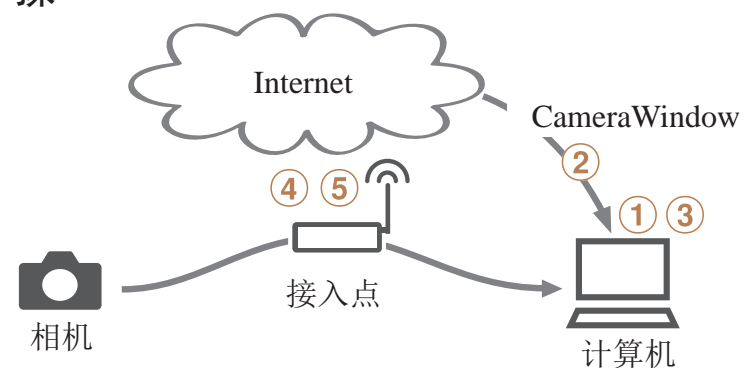 Internet
CameraWindow
②
④ ⑤
① ③
接入点
相机
计算机